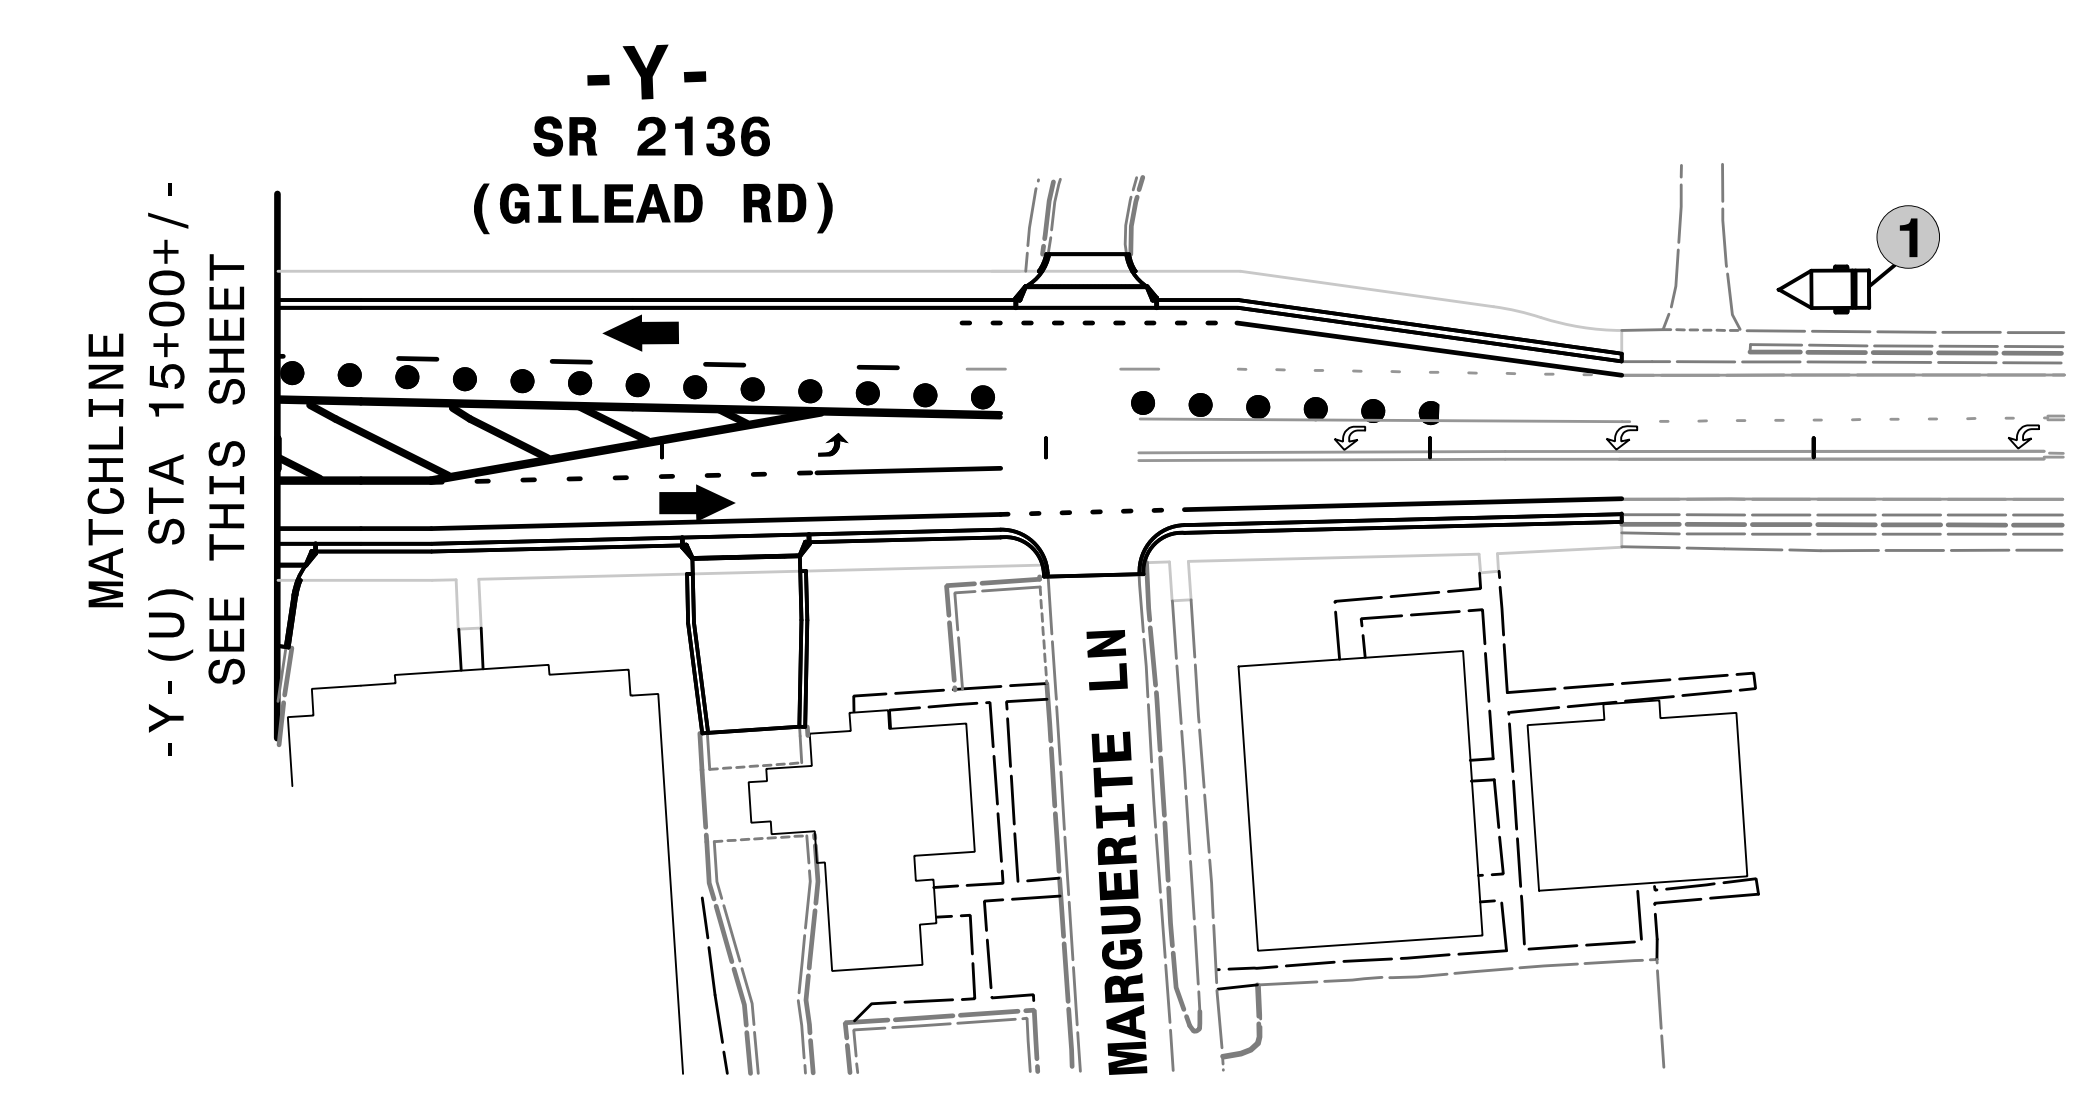 -Y-
SR 2136
(GILEAD RD)
MATCHLINE
-Y-(U) STA 15+00+/-
SEE THIS SHEET
1
MARGUERITE LN